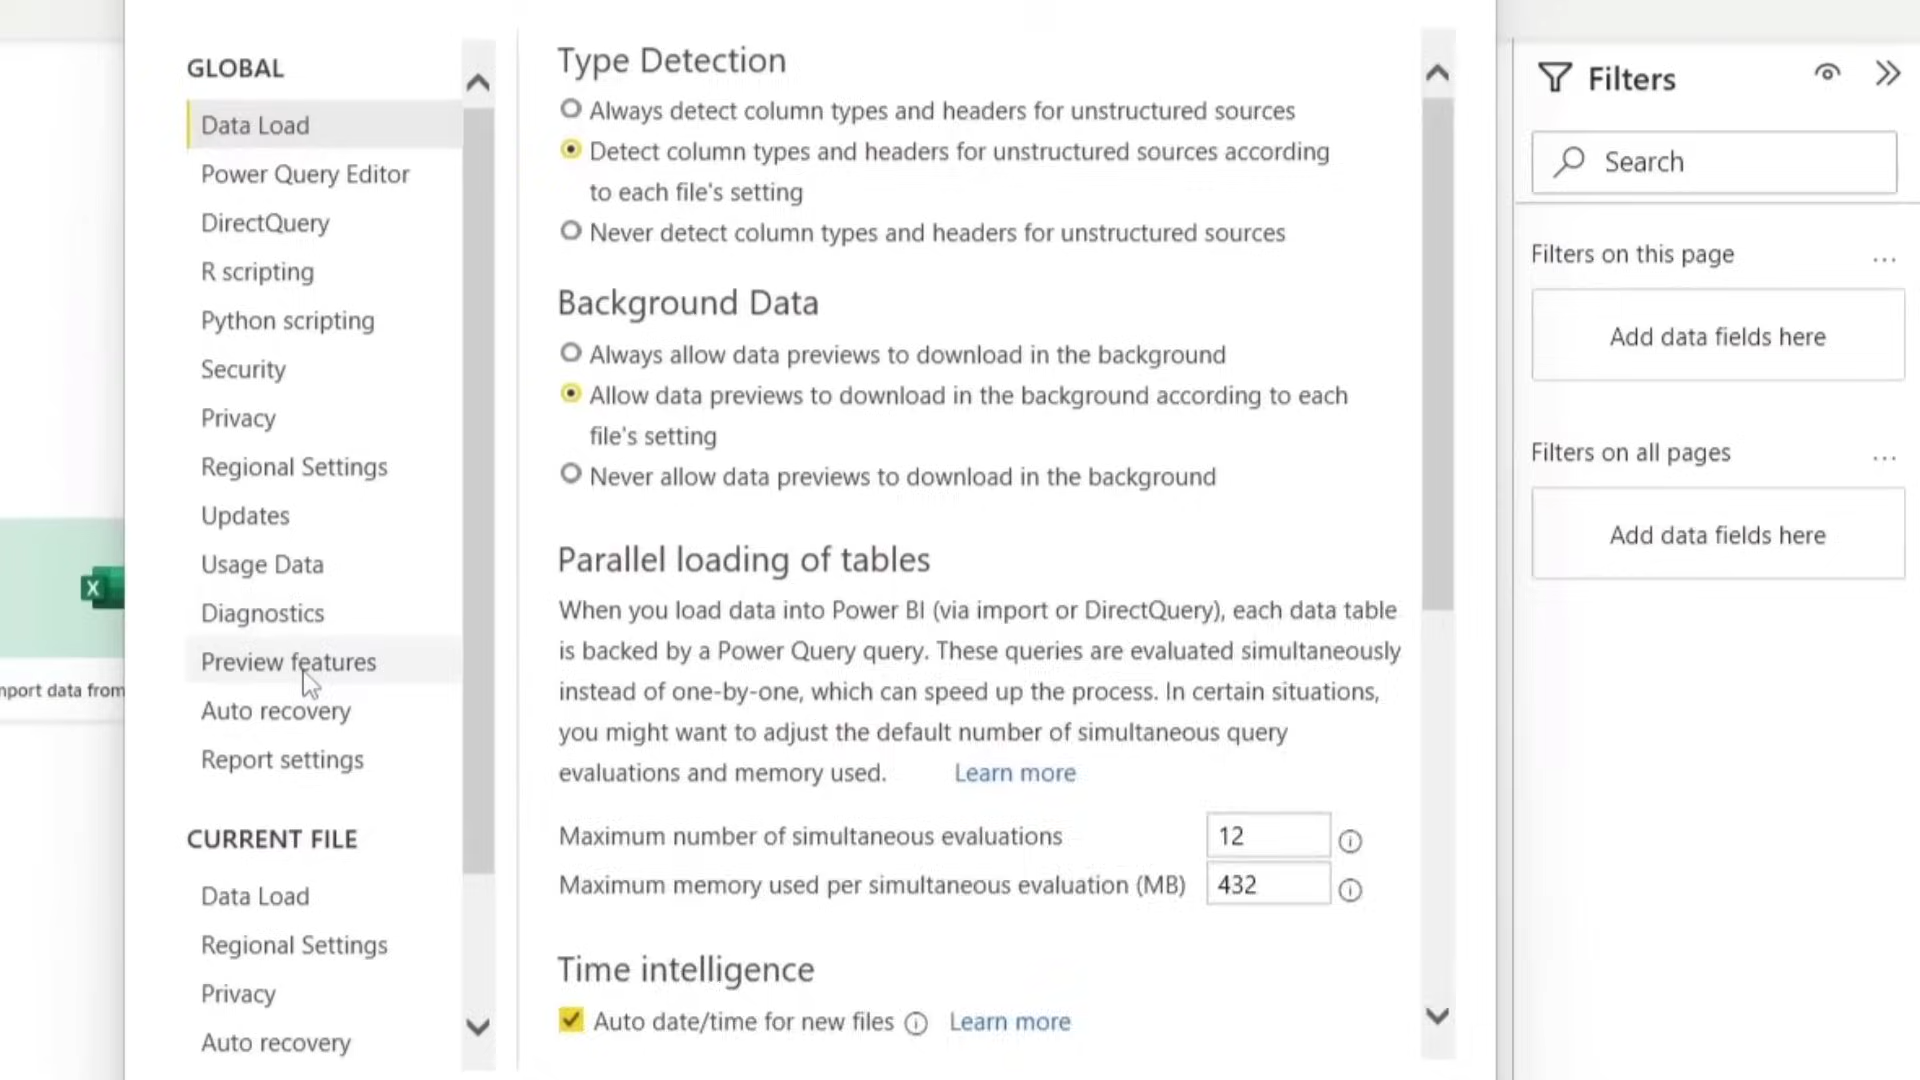 GLOBAL
Data Load
Power Query Editor
DirectQuery
R scripting
Python scripting
Security
Privacy
Regional Settings
Updates
Usage Data
Diagnostics
Preview features
Auto recovery
Report settings
CURRENT FILE
Data Load
Regional Settings
Privacy
Auto recovery
Type Detection
Always detect column types and headers for unstructured sources
Detect column types and headers for unstructured sources according
to each file's setting
Never detect column types and headers for unstructured sources
Background Data
Always allow data previews to download in the background
Allow data previews to download in the background according to each
file's setting
Never allow data previews to download in the background
Parallel loading of tables
When you load data into Power BI (via import or DirectQuery), each data table
is backed by a Power Query query. These queries are evaluated simultaneously
instead of one-by-one, which can speed up the process. In certain situations,
you might want to adjust the default number of simultaneous query
evaluations and memory used. Learn more
Maximum number of simultaneous evaluations 12
Maximum memory used per simultaneous evaluation (MB) 432
Time intelligence
Auto date/time for new files Learn more
Filters
Search
Filters on this page ...
Add data fields here
Filters on all pages ...
Add data fields here
X
data from